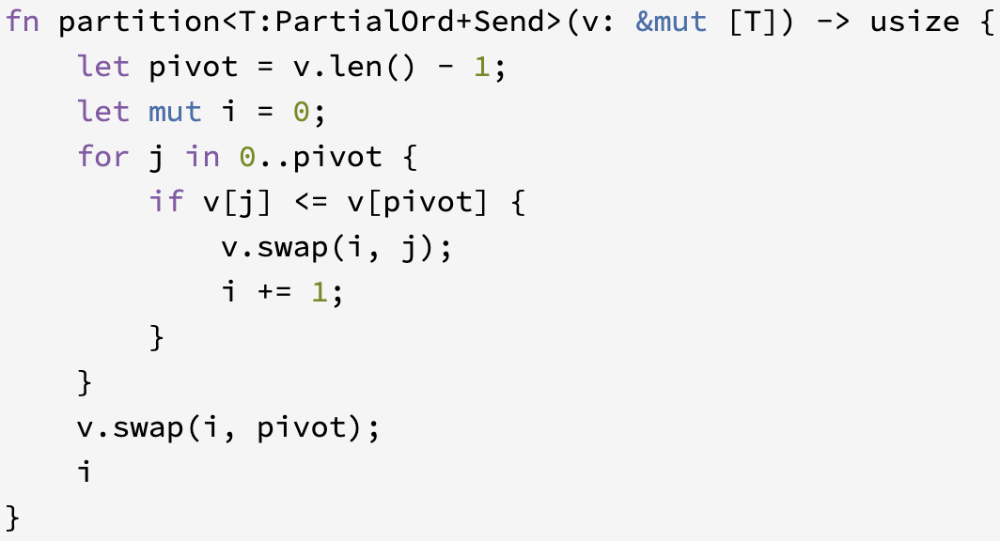 fn partition<T:PartialOrd+Send>(v: &mut [T]) -> usize {
    let pivot = v.len() - 1;
    let mut i = 0;
    for j in 0..pivot {
        if v[j] <= v[pivot] {
            v.swap(i, j);
            i += 1;
        }
    }
    v.swap(i, pivot);
    i
}